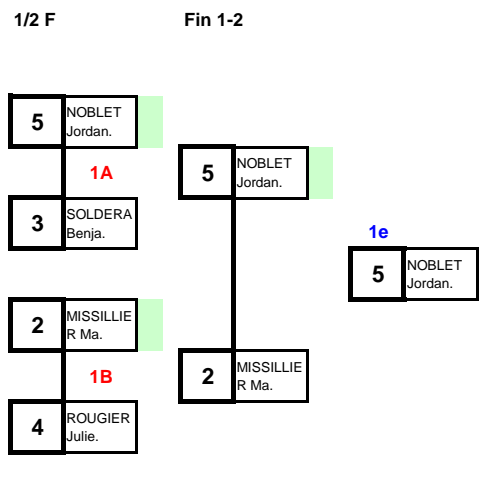 1/2 F Fin 1-2
5 NOBLET
Jordan.
1A
3 SOLDERA
Benja.
5 NOBLET
Jordan.
1e
5 NOBLET
Jordan.
2 MISSILLIE
R Ma.
1B
4 ROUGIER
Julie.
2 MISSILLIE
R Ma.